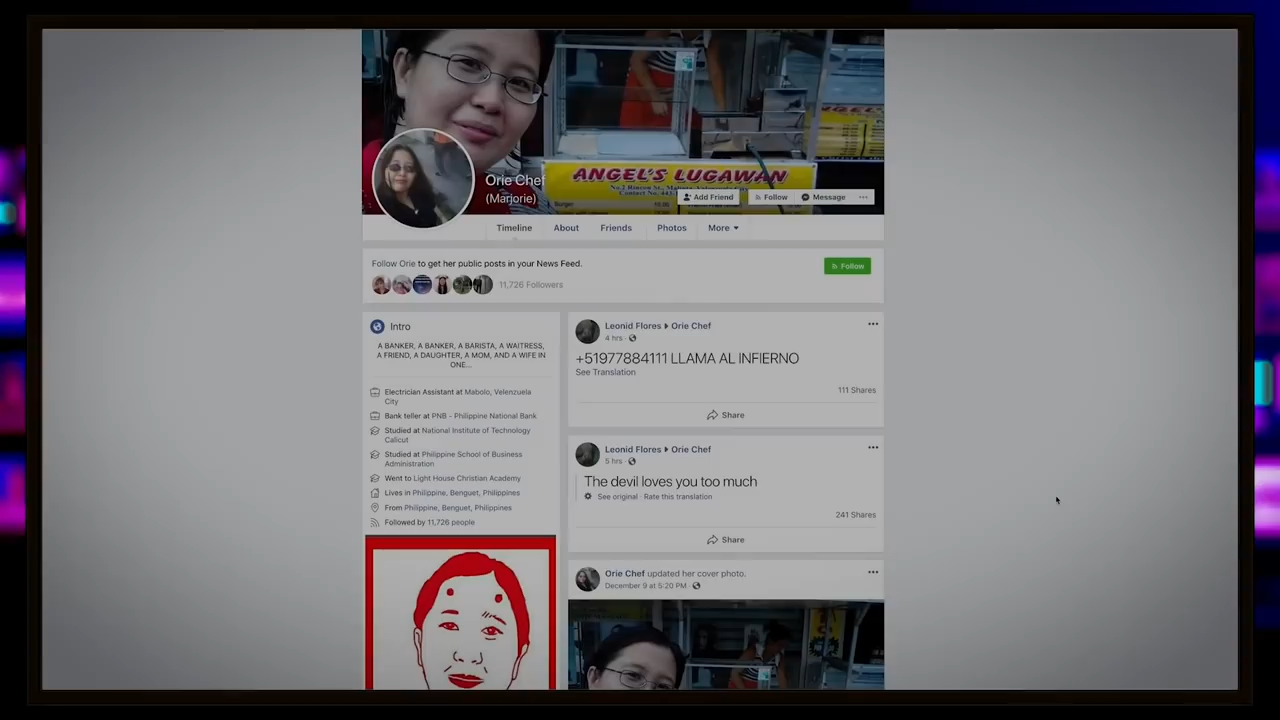 ANGEL'S LUGAWAN
Orie Chef
(Marjorie)
Add Friend
Follow
Message
Timeline
About
Friends
Photos
More
Follow Orie to get her public posts in your News Feed.
11,726 Followers
Follow
Intro
A BANKER, A BANKER, A BARISTA, A WAITRESS,
A FRIEND, A DAUGHTER, A MOM, AND A WIFE IN
ONE...
Electrician Assistant at Mabolo, Velenzuela
City
Bank teller at PNB - Philippine National Bank
Studied at National Institute of Technology
Calicut
Studied at Philippine School of Business
Administration
Went to Light House Christian Academy
Lives in Philippine, Benguet, Philippines
From Philippine, Benguet, Philippines
Followed by 11,726 people
Leonid Flores Orie Chef
4 hrs ·
+51977884111 LLAMA AL INFIERNO
See Translation
111 Shares
Share
Leonid Flores Orie Chef
5 hrs ·
The devil loves you too much
See original · Rate this translation
241 Shares
Share
Orie Chef updated her cover photo.
December 9 at 5:20 PM ·